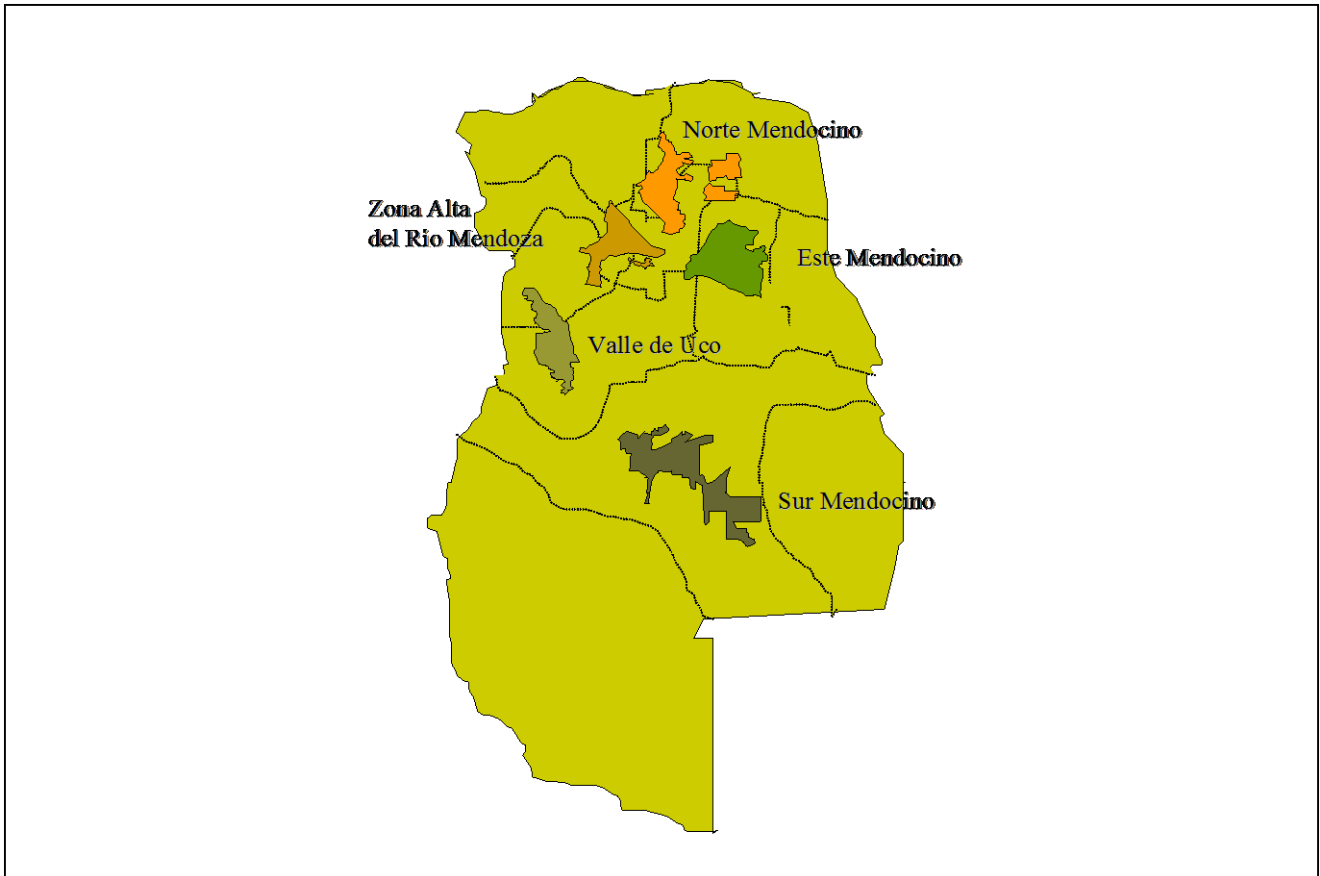 Norte Mendocino
Zona Alta
del Rio Mendoza
Este Mendocino
Valle de Uco
Sur Mendocino